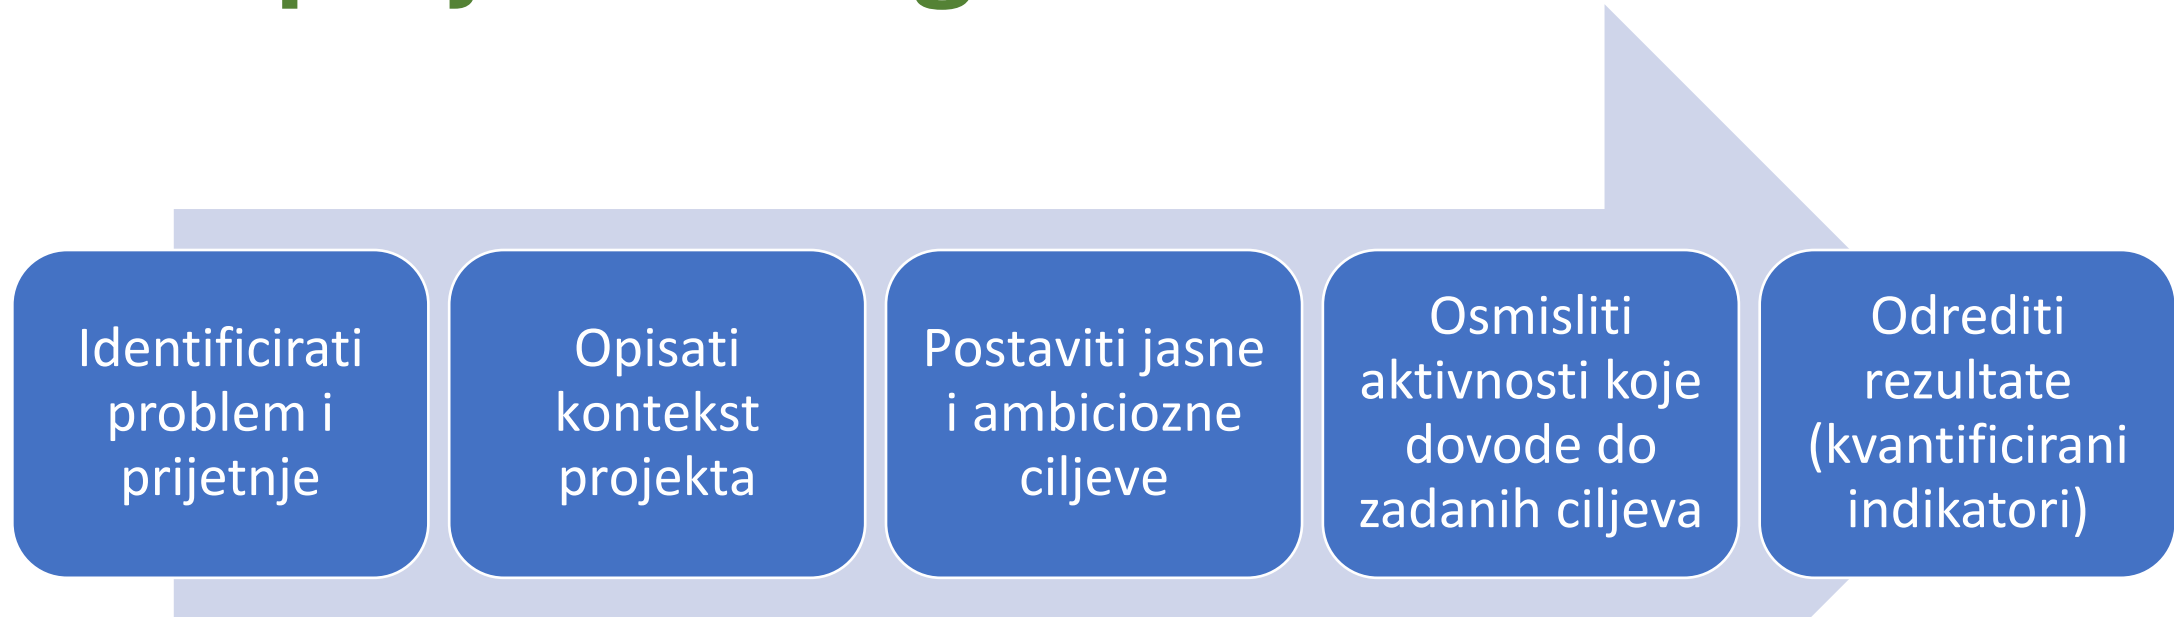 Identificirati
problem i
prijetnje
Opisati
kontekst
projekta
Postaviti jasne
i ambiciozne
ciljeve
Osmisliti
aktivnosti koje
dovode do
zadanih ciljeva
Odrediti
rezultate
(kvantificirani
indikatori)